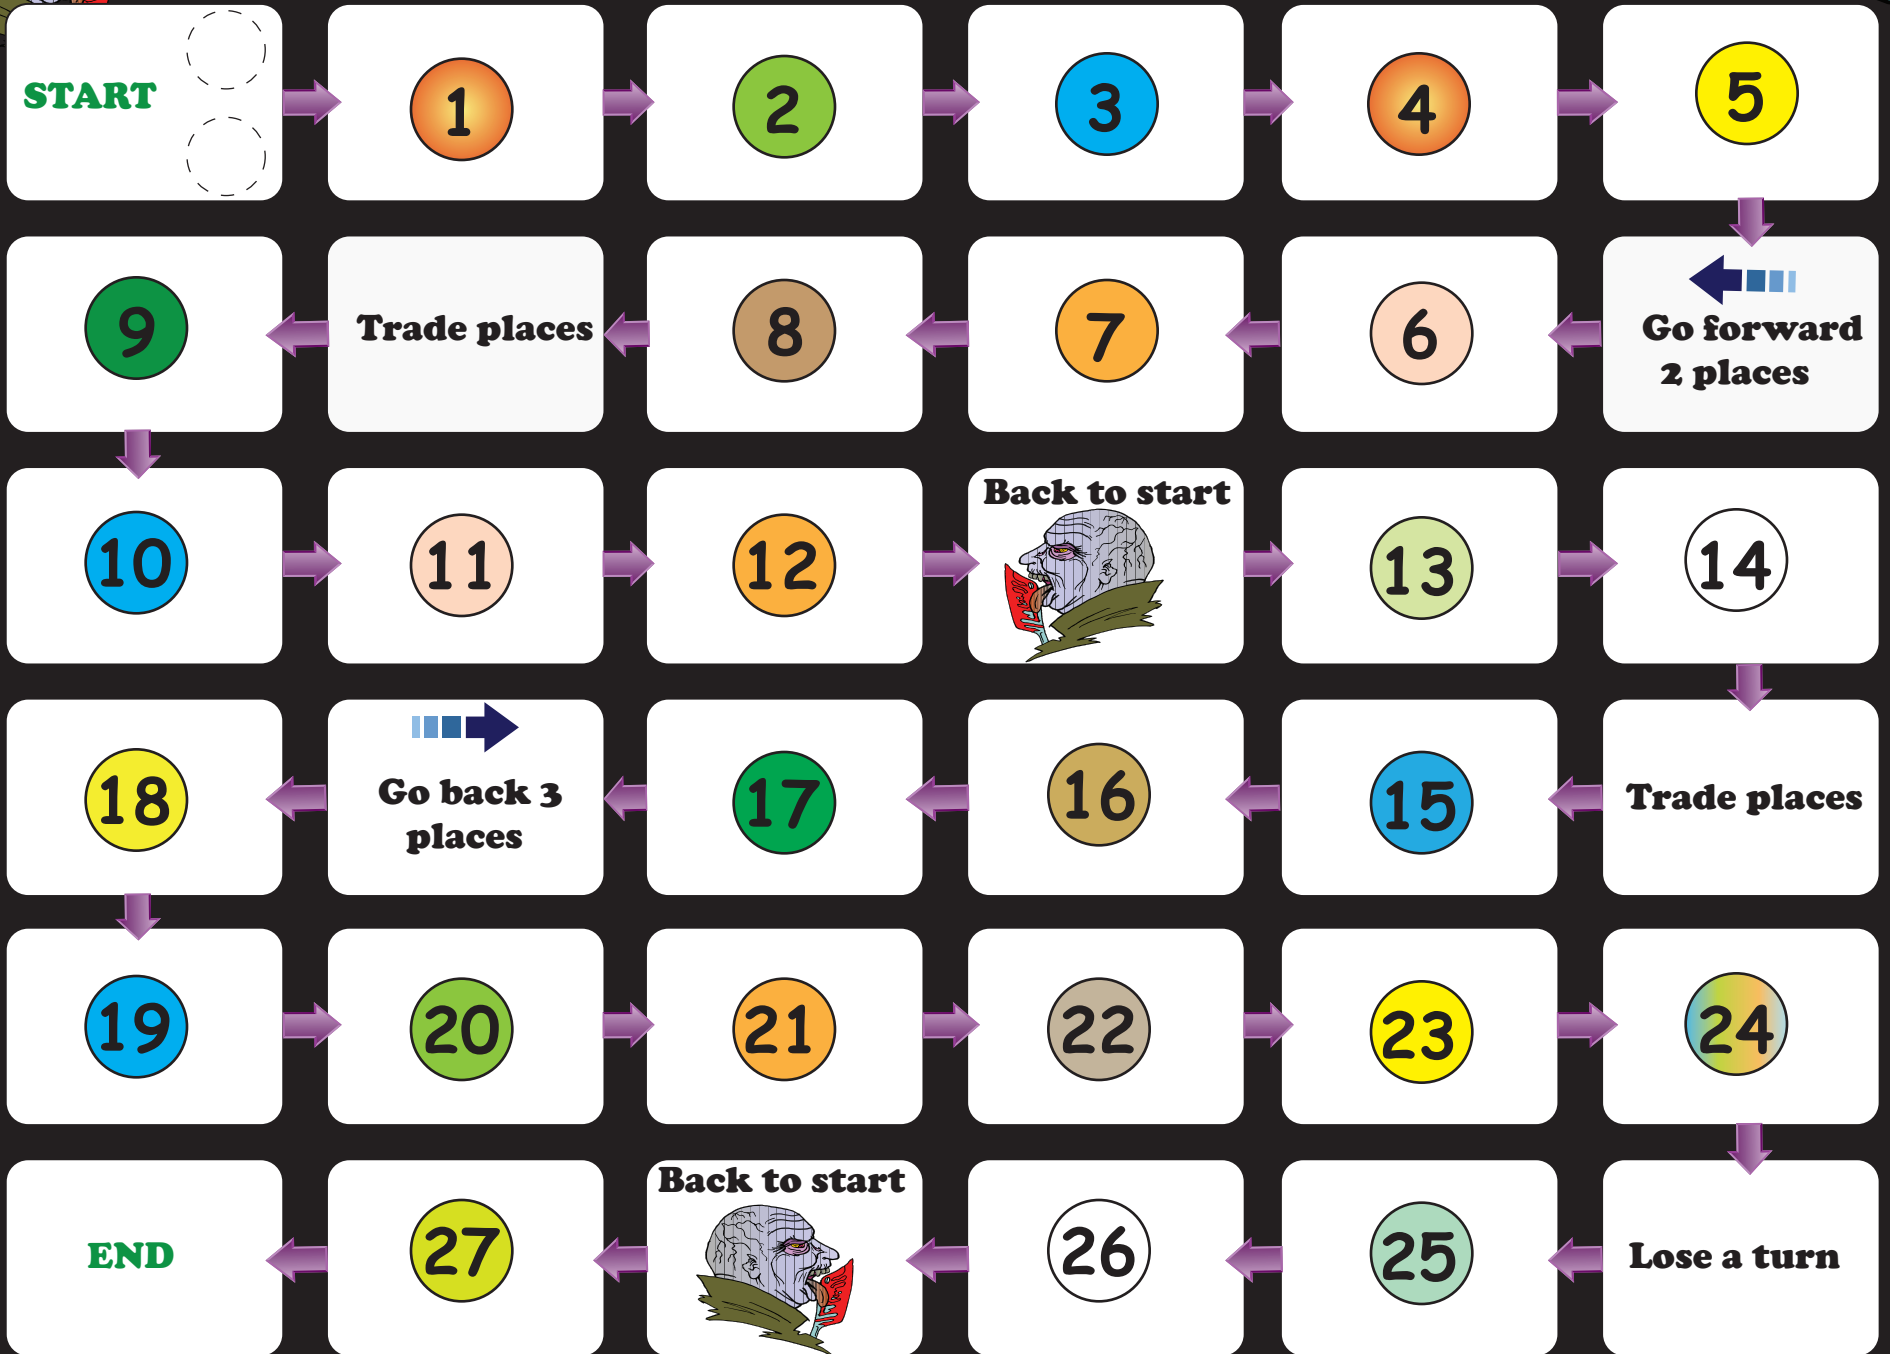 START
1
2
3
4
5
9
Trade places
8
7
6
Go forward
2 places
10
11
12
Back to start
13
14
18
Go back 3
places
17
16
15
Trade places
19
20
21
22
23
24
END
27
Back to start
26
25
Lose a turn